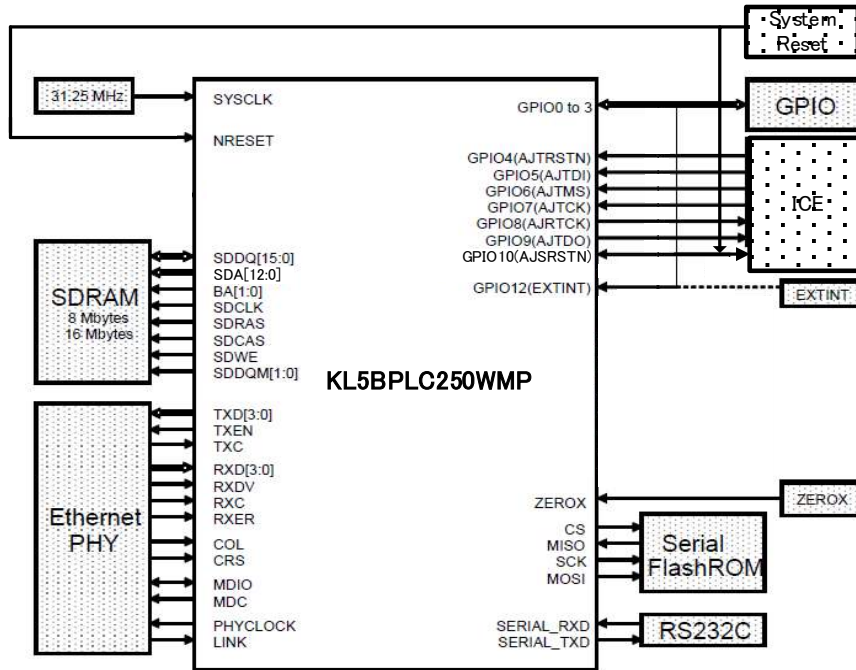 System
Reset
31.25 MHz
SYSCLK
NRESET
GPIO0 to 3
GPIO
GPIO4(AJTRSTN)
GPIO5(AJTDI)
GPIO6(AJTMS)
GPIO7(AJTCK)
GPIO8(AJRTCK)
GPIO9(AJTDO)
GPIO10(AJSRSTN)
GPIO12(EXTINT)
ICE
EXTINT
SDRAM
8 Mbytes
16 Mbytes
SDDQ[15:0]
SDA[12:0]
BA[1:0]
SDCLK
SDRAS
SDCAS
SDWE
SDDQM[1:0]
KL5BPLC250WMP
Ethernet
PHY
TXD[3:0]
TXEN
TXC
RXD[3:0]
RXDV
RXC
RXER
COL
CRS
MDIO
MDC
PHYCLOCK
LINK
ZEROX
ZEROX
CS
MISO
SCK
MOSI
Serial
FlashROM
SERIAL_RXD
SERIAL_TXD
RS232C